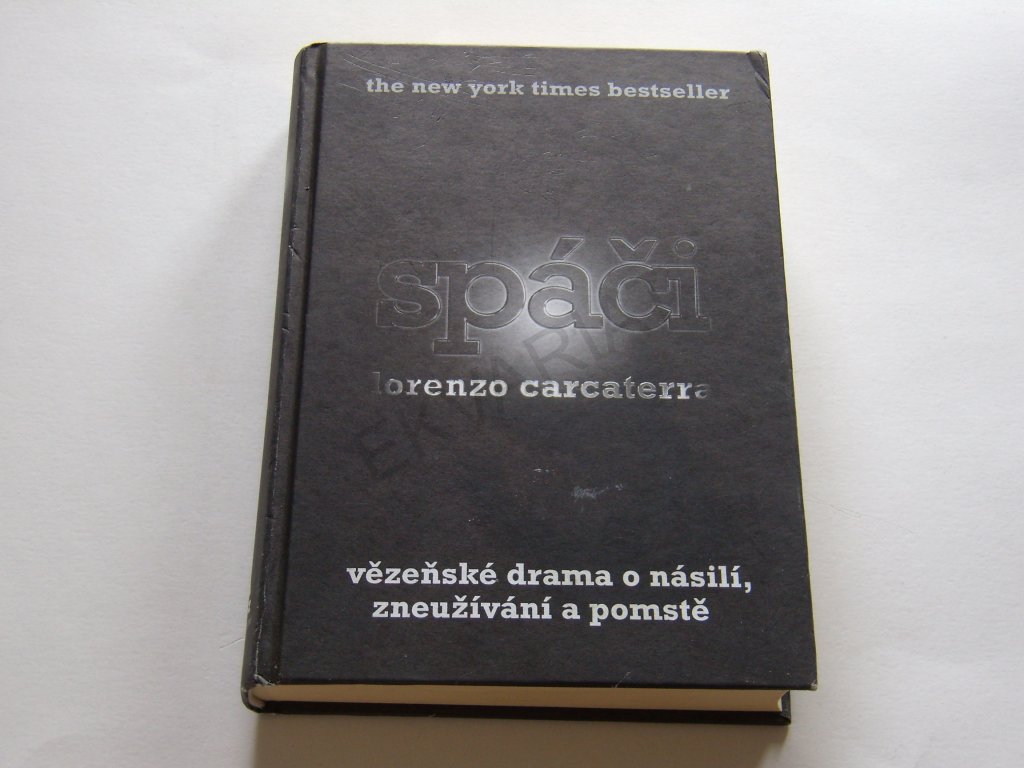 the new york times bestseller
spáči
lorenzo carcaterra
vězeňské drama o násilí,
zneužívání a pomstě